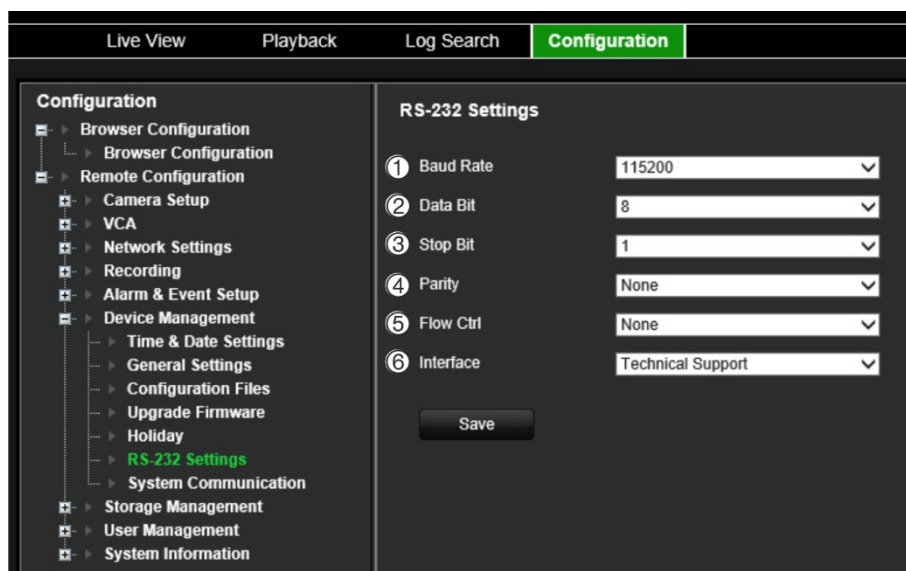 Live View Playback Log Search Configuration
Configuration
Browser Configuration
Browser Configuration
Remote Configuration
Camera Setup
VCA
Network Settings
Recording
Alarm & Event Setup
Device Management
Time & Date Settings
General Settings
Configuration Files
Upgrade Firmware
Holiday
RS-232 Settings
System Communication
Storage Management
User Management
System Information
RS-232 Settings
① Baud Rate 115200
② Data Bit 8
③ Stop Bit 1
④ Parity None
⑤ Flow Ctrl None
⑥ Interface Technical Support
Save